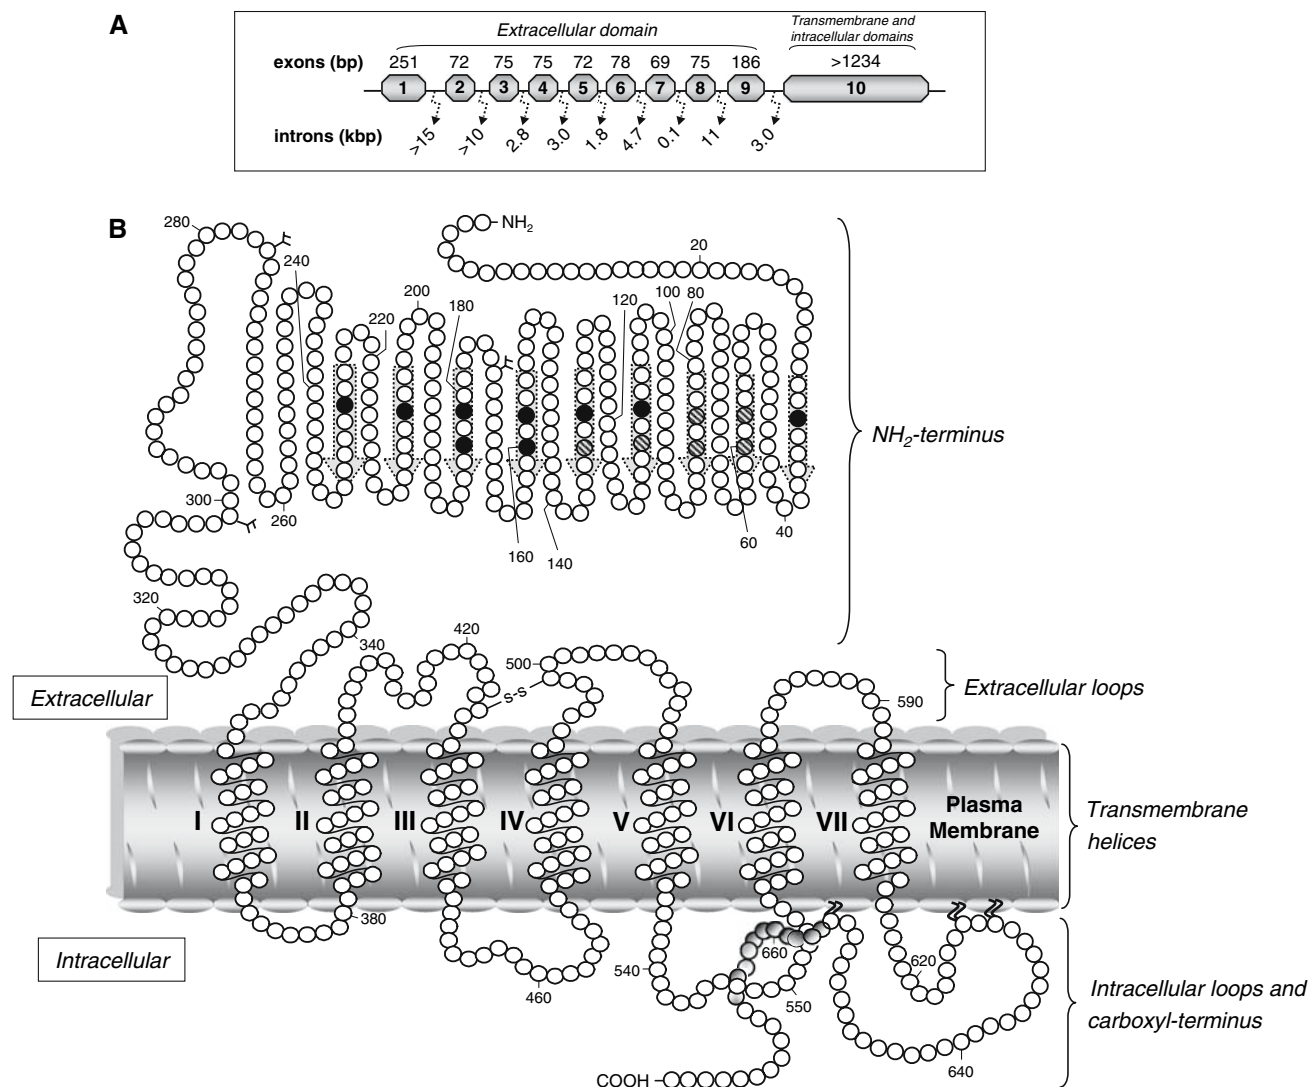 A
Extracellular domain
Transmembrane and
intracellular domains
exons (bp)
251 72 75 75 72 78 69 75 186 >1234
1 2 3 4 5 6 7 8 9 10
introns (kbp)
>15 >10 2.8 3.0 1.8 4.7 0.1 11 3.0
B
280
NH2
20
240
200
180
220
120
100
80
NH2-terminus
300
260
160
140
60
40
320
340
420
500
S-S
590
Extracellular
Extracellular loops
I II III IV V VI VII
Plasma
Membrane
Transmembrane
helices
380
Intracellular
460
540
660
550
620
640
Intracellular loops and
carboxyl-terminus
COOH